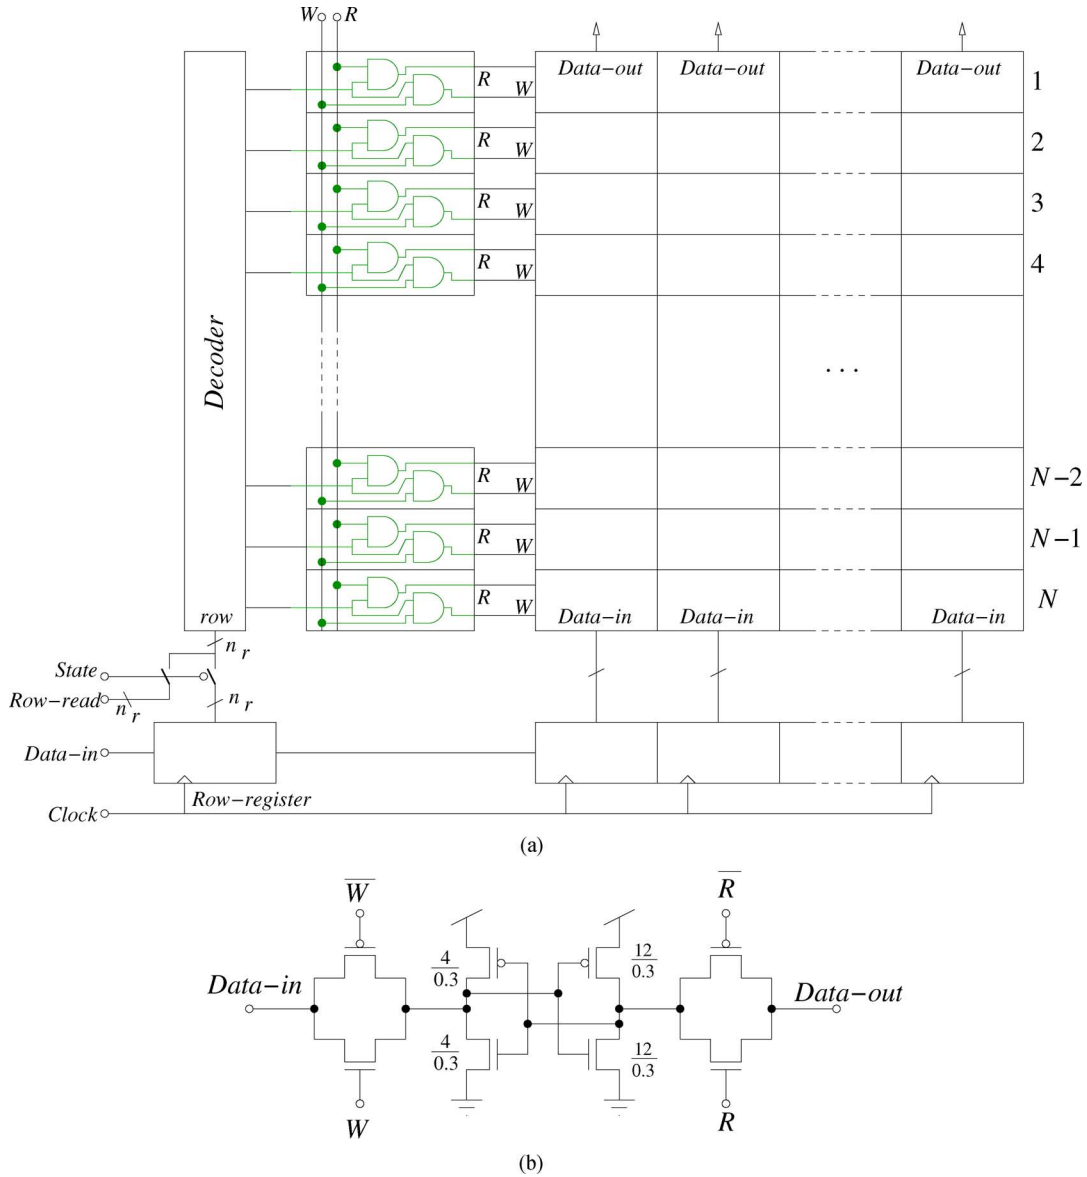 W R
Data-out Data-out Data-out
R W 1
R W 2
R W 3
R W 4
Decoder
...
R W N-2
R W N-1
R W N
row Data-in Data-in Data-in
n r
State
Row-read n r n r
Data-in
Row-register
Clock
(a)
W R
4 0.3 12 0.3
Data-in Data-out
4 0.3 12 0.3
W R
(b)